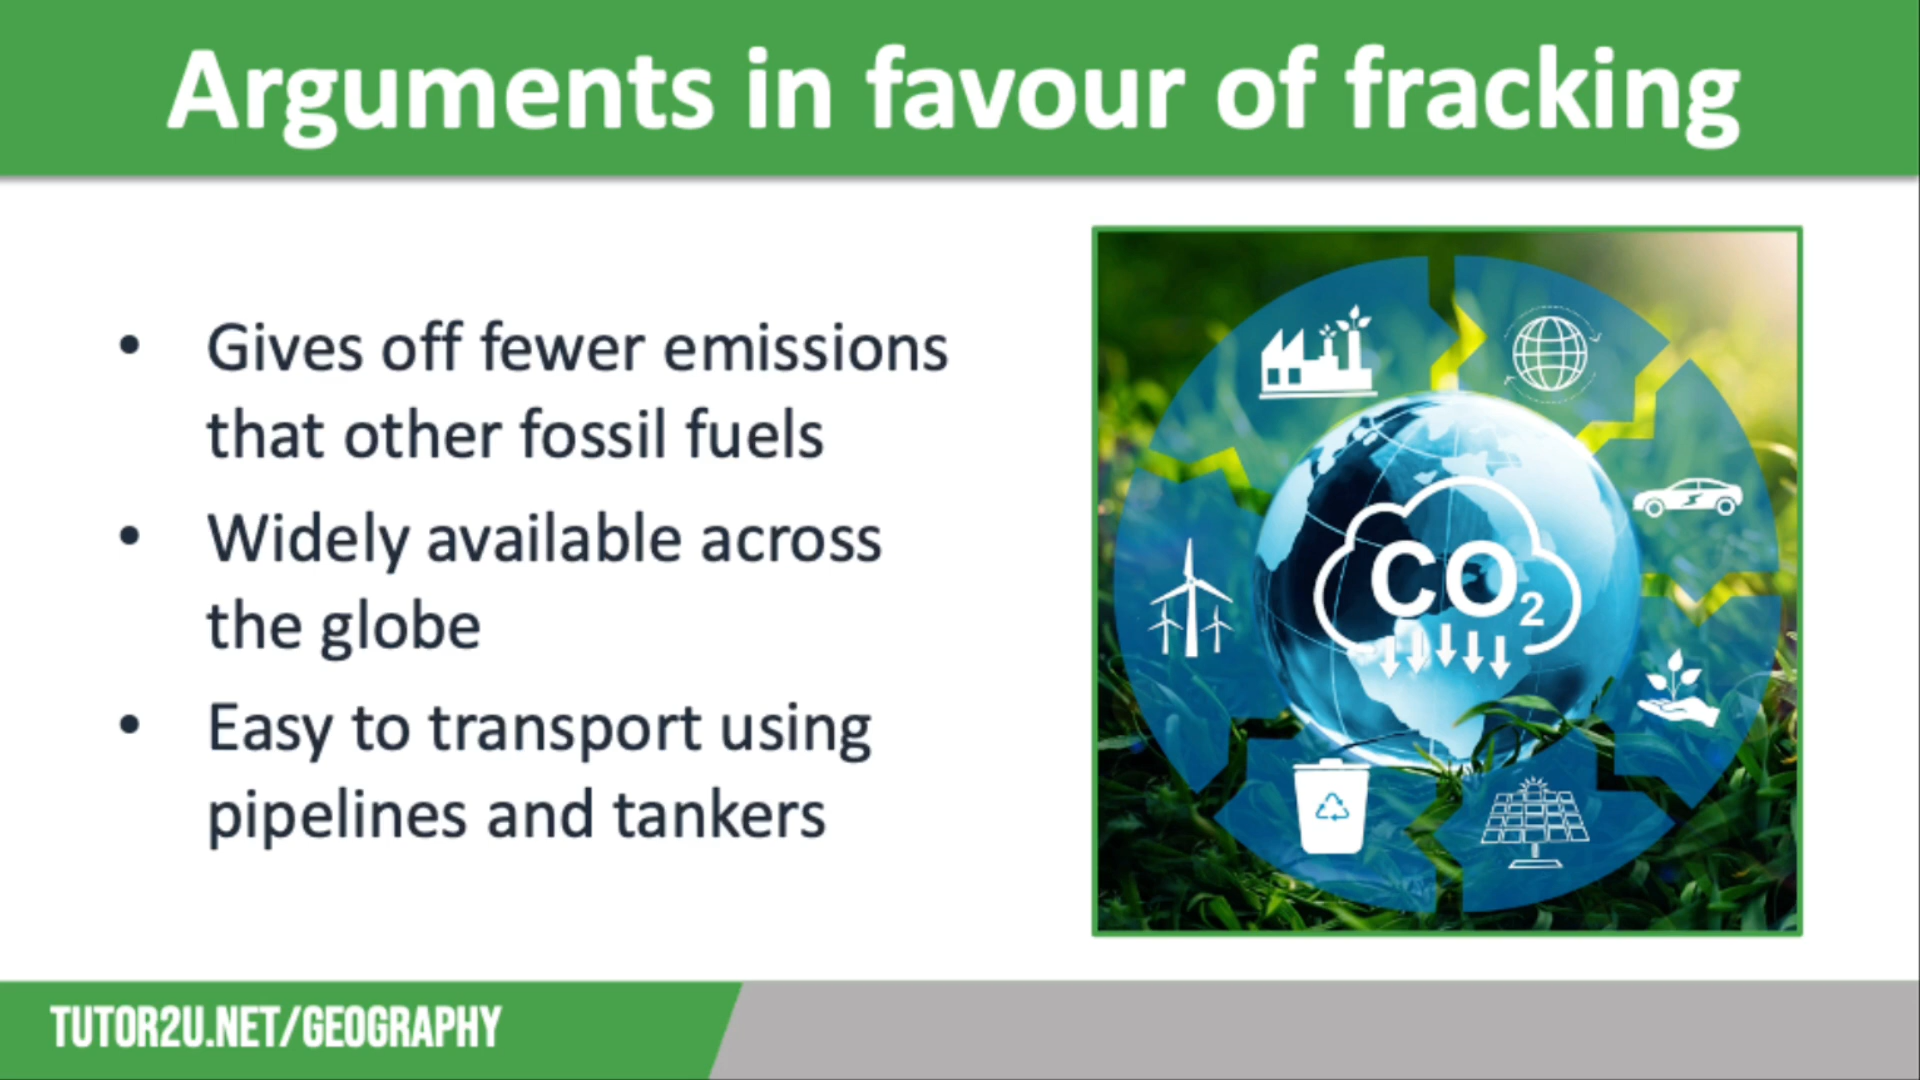 Arguments in favour of fracking
• Gives off fewer emissions
that other fossil fuels
• Widely available across
the globe
• Easy to transport using
pipelines and tankers
CO₂
TUTOR2U.NET/GEOGRAPHY